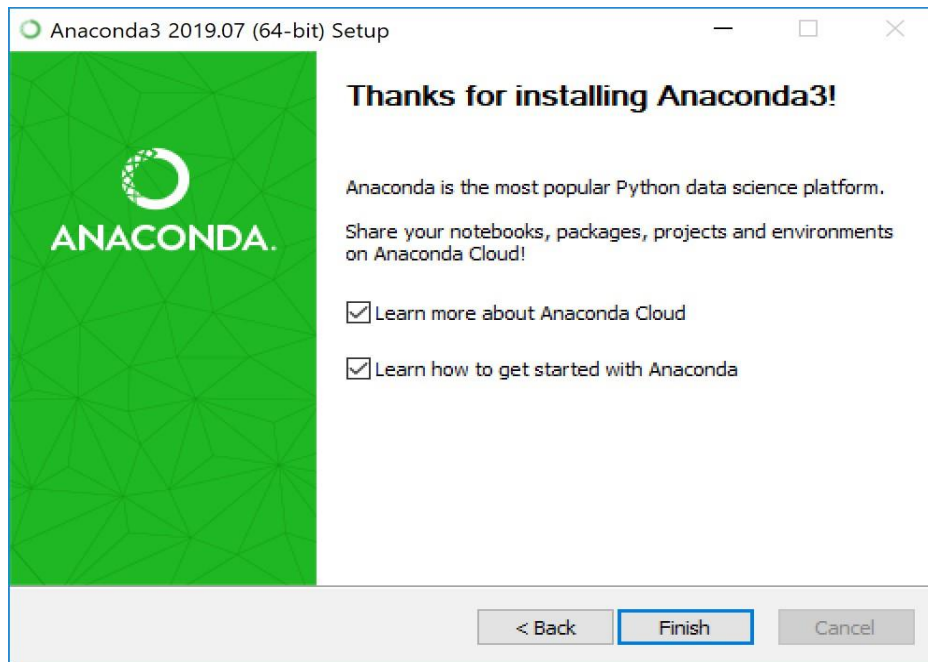 Anaconda3 2019.07 (64-bit) Setup
Thanks for installing Anaconda3!
ANACONDA.
Anaconda is the most popular Python data science platform.
Share your notebooks, packages, projects and environments
on Anaconda Cloud!
Learn more about Anaconda Cloud
Learn how to get started with Anaconda
< Back
Finish
Cancel